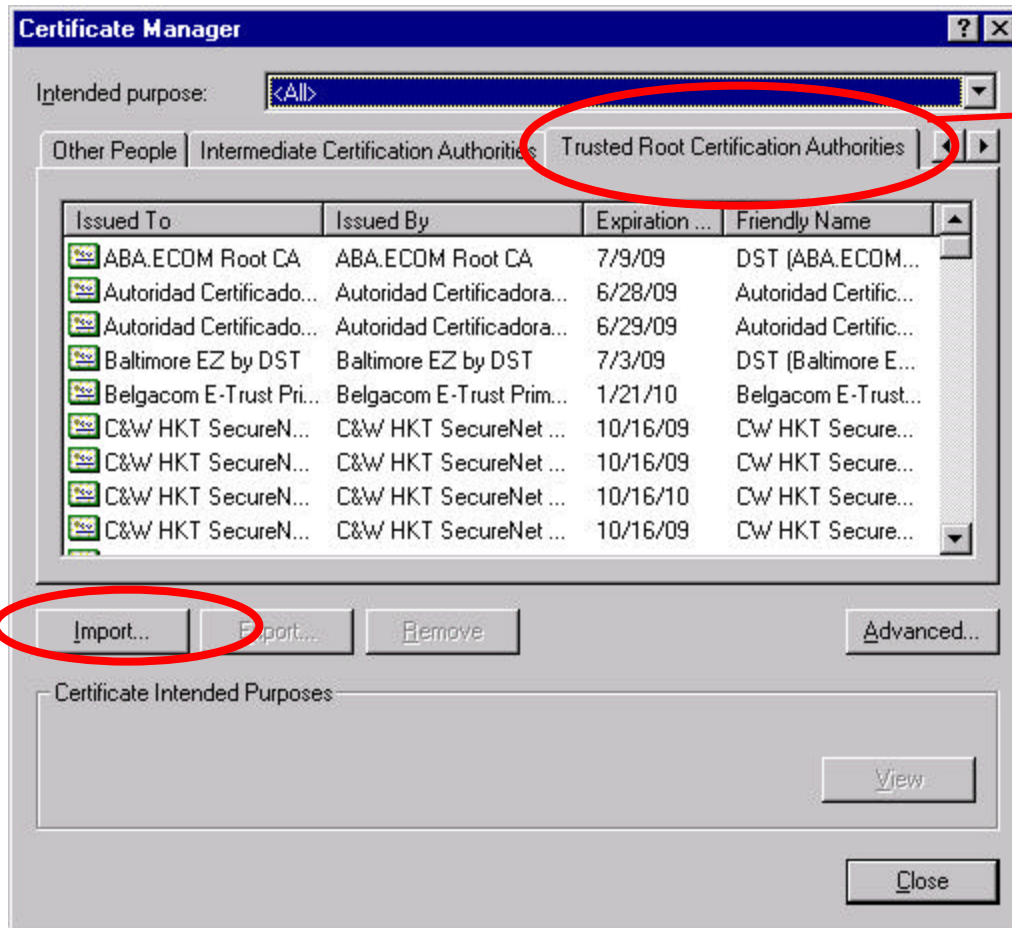 Certificate Manager
Intended purpose: <All>
Other People Intermediate Certification Authorities Trusted Root Certification Authorities
Issued To Issued By Expiration ... Friendly Name
ABA.ECOM Root CA ABA.ECOM Root CA 7/9/09 DST (ABA.ECOM...
Autoridad Certificado... Autoridad Certificadora... 6/28/09 Autoridad Certific...
Autoridad Certificado... Autoridad Certificadora... 6/29/09 Autoridad Certific...
Baltimore EZ by DST Baltimore EZ by DST 7/3/09 DST (Baltimore E...
Belgacom E-Trust Pri... Belgacom E-Trust Prim... 1/21/10 Belgacom E-Trust...
C&W HKT SecureN... C&W HKT SecureNet ... 10/16/09 CW HKT Secure...
C&W HKT SecureN... C&W HKT SecureNet ... 10/16/09 CW HKT Secure...
C&W HKT SecureN... C&W HKT SecureNet ... 10/16/10 CW HKT Secure...
C&W HKT SecureN... C&W HKT SecureNet ... 10/16/09 CW HKT Secure...
Import... Export... Remove Advanced...
Certificate Intended Purposes
View
Close